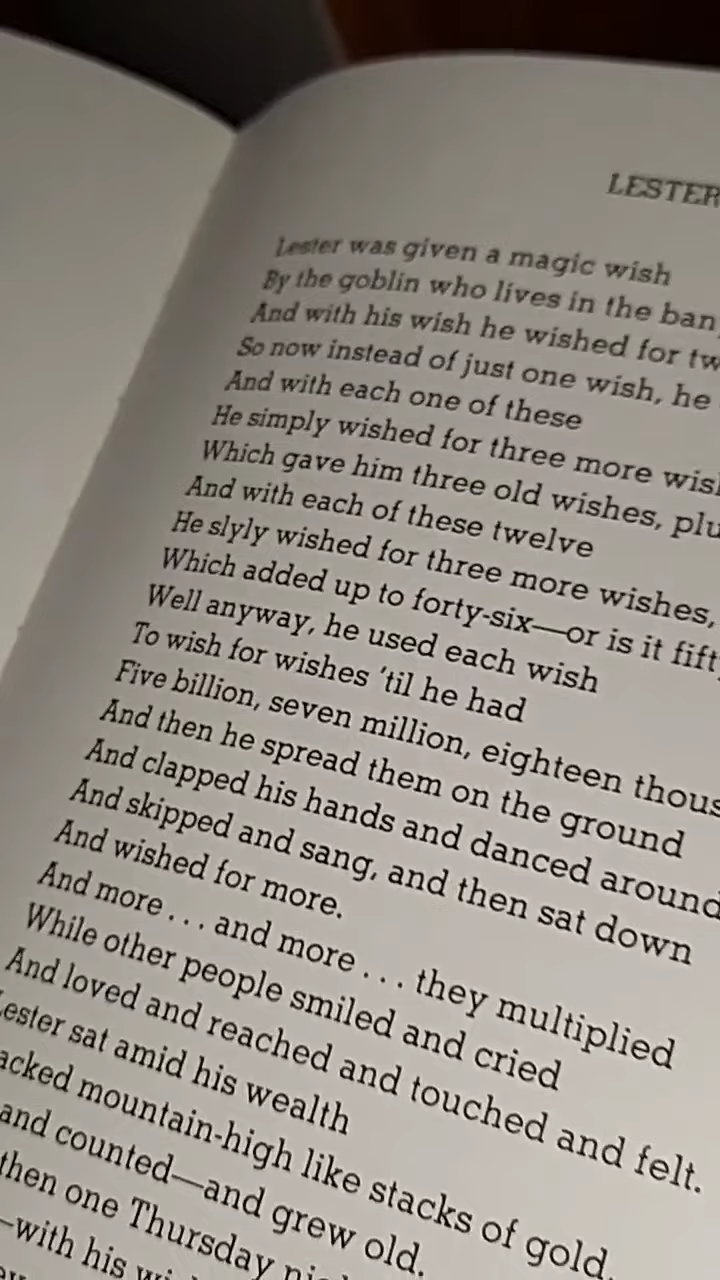 LESTER
Lester was given a magic wish
By the goblin who lives in the ban
And with his wish he wished for tw
So now instead of just one wish, he
And with each one of these
He simply wished for three more wis
Which gave him three old wishes, plu
And with each of these twelve
He slyly wished for three more wishes,
Which added up to forty-six—or is it fift
Well anyway, he used each wish
To wish for wishes ’til he had
Five billion, seven million, eighteen thous
And then he spread them on the ground
And clapped his hands and danced around
And skipped and sang, and then sat down
And wished for more.
And more . . . and more . . . they multiplied
While other people smiled and cried
And loved and reached and touched and felt.
Lester sat amid his wealth
acked mountain-high like stacks of gold,
and counted—and grew old.
then one Thursday nig
—with his wi